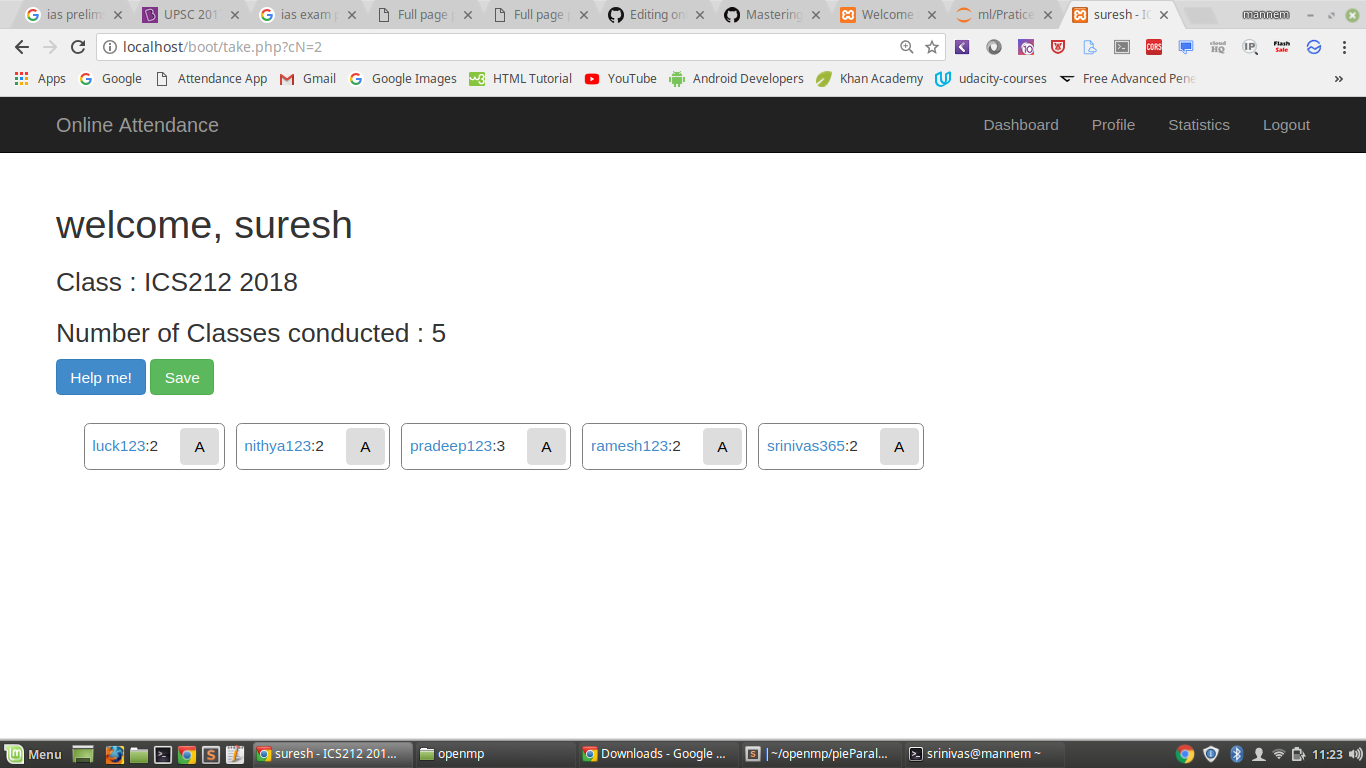 ias prelim UPSC 201 ias exam p Full page Full page Editing on Mastering Welcome ml/Pratice suresh - IC mannem
localhost/boot/take.php?cN=2
Apps Google Attendance App Gmail Google Images HTML Tutorial YouTube Android Developers Khan Academy udacity-courses Free Advanced Pene »
Online Attendance Dashboard Profile Statistics Logout
welcome, suresh
Class : ICS212 2018
Number of Classes conducted : 5
Help me! Save
luck123:2 A nithya123:2 A pradeep123:3 A ramesh123:2 A srinivas365:2 A
Menu suresh - ICS212 201... openmp Downloads - Google ... |~/openmp/pieParal... srinivas@mannem ~ 11:23